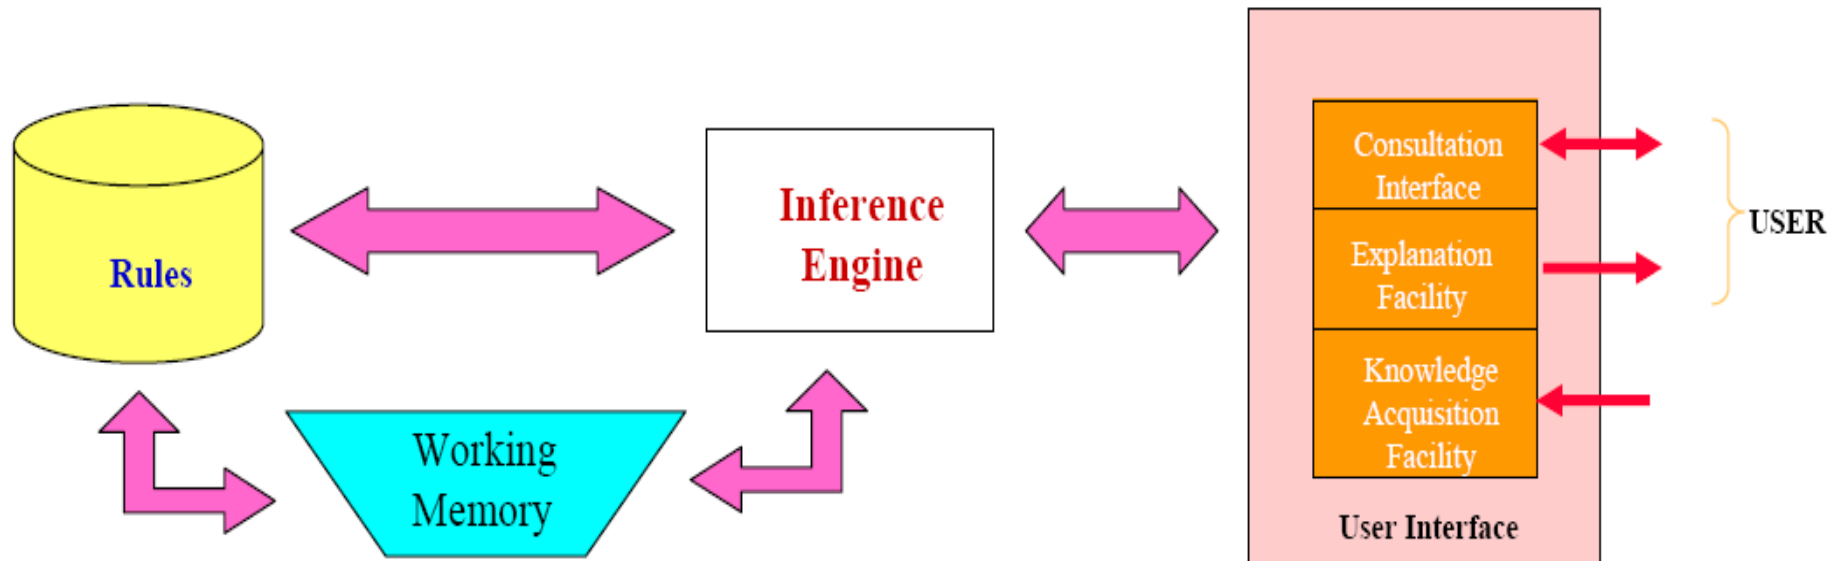 Rules
Inference
Engine
Working
Memory
Consultation
Interface
Explanation
Facility
Knowledge
Acquisition
Facility
User Interface
USER